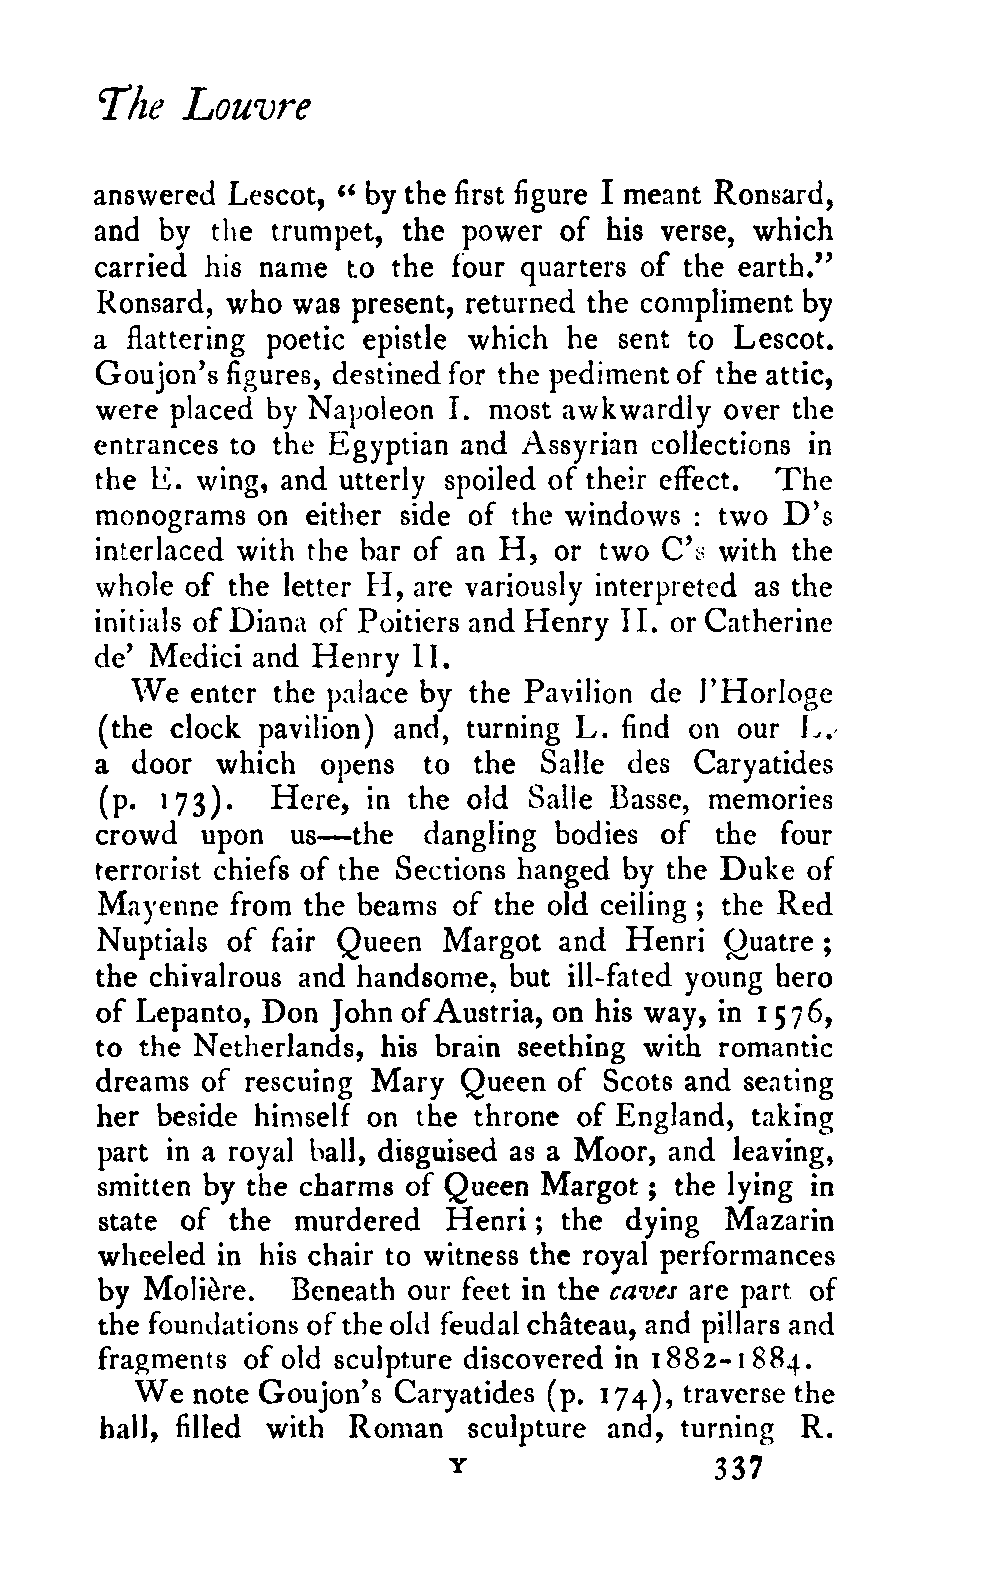 The Louvre
answered Lescot, “ by the first figure I meant Ronsard,
and by the trumpet, the power of his verse, which
carried his name to the four quarters of the earth.”
Ronsard, who was present, returned the compliment by
a flattering poetic epistle which he sent to Lescot.
Goujon’s figures, destined for the pediment of the attic,
were placed by Napoleon I. most awkwardly over the
entrances to the Egyptian and Assyrian collections in
the E. wing, and utterly spoiled of their effect. The
monograms on either side of the windows : two D’s
interlaced with the bar of an H, or two C’s with the
whole of the letter H, are variously interpreted as the
initials of Diana of Poitiers and Henry II. or Catherine
de’ Medici and Henry II.
We enter the palace by the Pavilion de l’Horloge
(the clock pavilion) and, turning L. find on our L.
a door which opens to the Salle des Caryatides
(p. 173). Here, in the old Salle Basse, memories
crowd upon us—the dangling bodies of the four
terrorist chiefs of the Sections hanged by the Duke of
Mayenne from the beams of the old ceiling ; the Red
Nuptials of fair Queen Margot and Henri Quatre ;
the chivalrous and handsome, but ill-fated young hero
of Lepanto, Don John of Austria, on his way, in 1576,
to the Netherlands, his brain seething with romantic
dreams of rescuing Mary Queen of Scots and seating
her beside himself on the throne of England, taking
part in a royal ball, disguised as a Moor, and leaving,
smitten by the charms of Queen Margot ; the lying in
state of the murdered Henri ; the dying Mazarin
wheeled in his chair to witness the royal performances
by Molière. Beneath our feet in the caves are part of
the foundations of the old feudal château, and pillars and
fragments of old sculpture discovered in 1882-1884.
We note Goujon’s Caryatides (p. 174), traverse the
hall, filled with Roman sculpture and, turning R.
Y 337